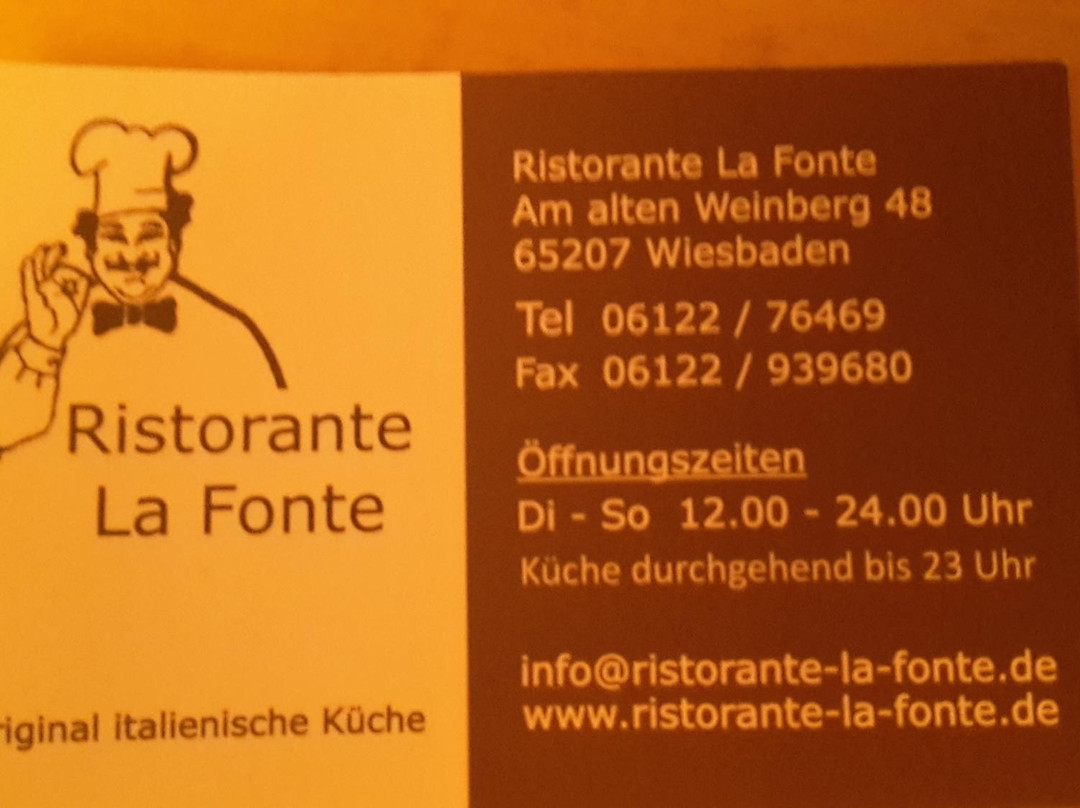 Ristorante
La Fonte
riginal italienische Küche
Ristorante La Fonte
Am alten Weinberg 48
65207 Wiesbaden
Tel 06122 / 76469
Fax 06122 / 939680
Öffnungszeiten
Di - So 12.00 - 24.00 Uhr
Küche durchgehend bis 23 Uhr
info@ristorante-la-fonte.de
www.ristorante-la-fonte.de